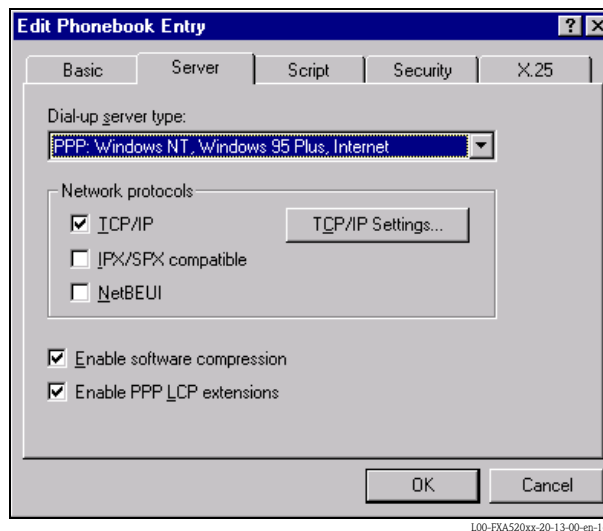 Edit Phonebook Entry
Basic Server Script Security X.25
Dial-up server type:
PPP: Windows NT, Windows 95 Plus, Internet
Network protocols
TCP/IP TCP/IP Settings...
IPX/SPX compatible
NetBEUI
Enable software compression
Enable PPP LCP extensions
OK Cancel
L00-FXA520xx-20-13-00-en-1